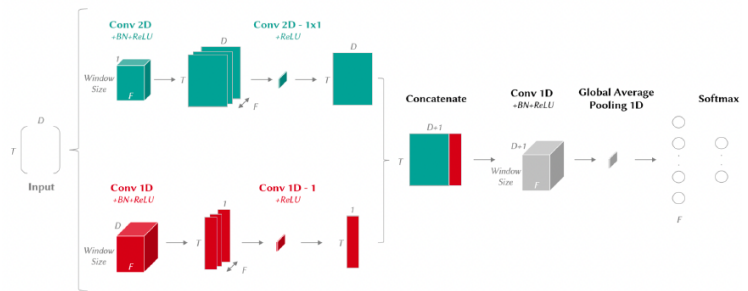 Conv 2D
+BN+ReLU
1
Window
Size
F
D
T
F
Conv 2D - 1x1
+ReLU
D
T
D
T
Input
Conv 1D
+BN+ReLU
D
Window
Size
F
1
T
F
Conv 1D - 1
+ReLU
1
T
Concatenate
D+1
T
Conv 1D
+BN+ReLU
D+1
Window
Size
F
Global Average
Pooling 1D
F
Softmax